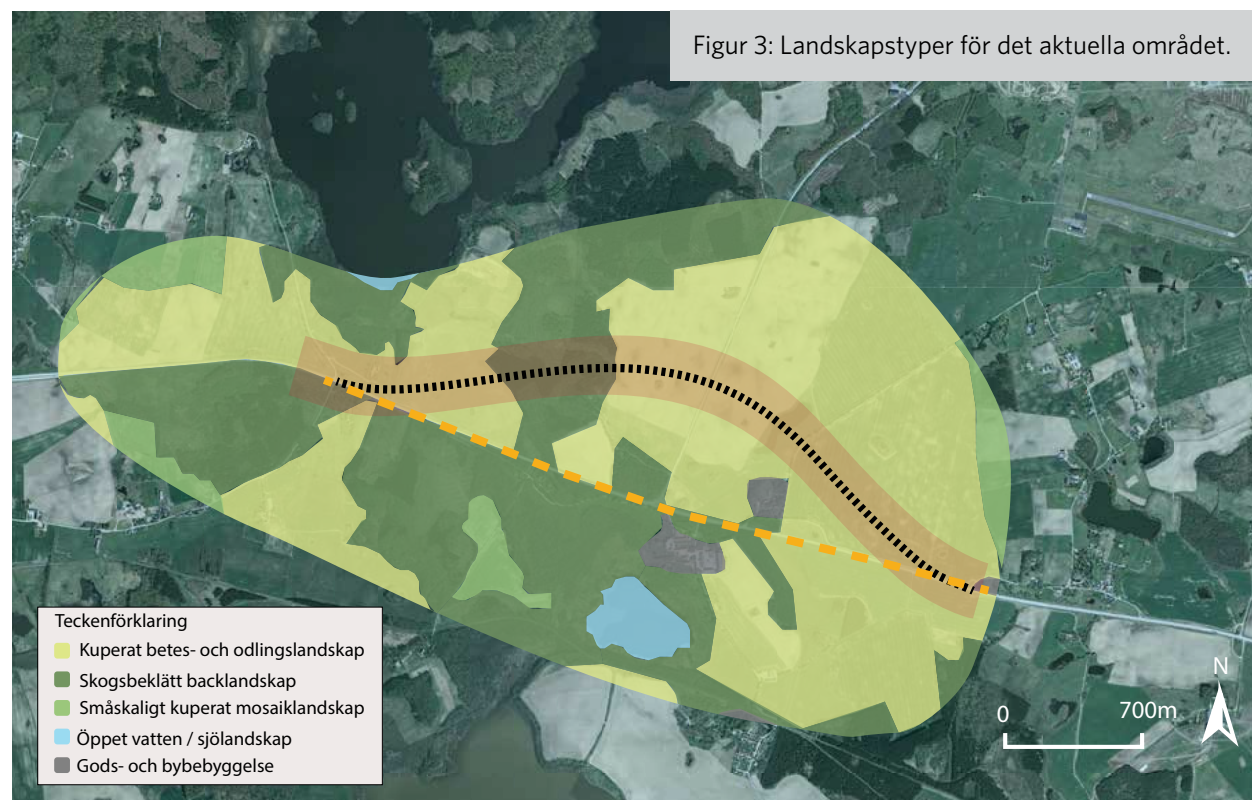 Figur 3: Landskapstyper för det aktuella området.
Teckenförklaring
Kuperat betes- och odlingslandskap
Skogsbeklätt backlandskap
Småskaligt kuperat mosaiklandskap
Öppet vatten / sjölandskap
Gods- och bybebyggelse
N
0 700m